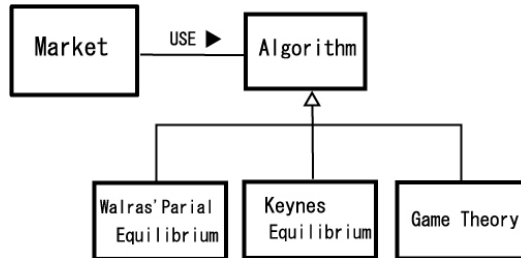 Market
USE ▶
Algorithm
Walras'Parial
Equilibrium
Keynes
Equilibrium
Game Theory